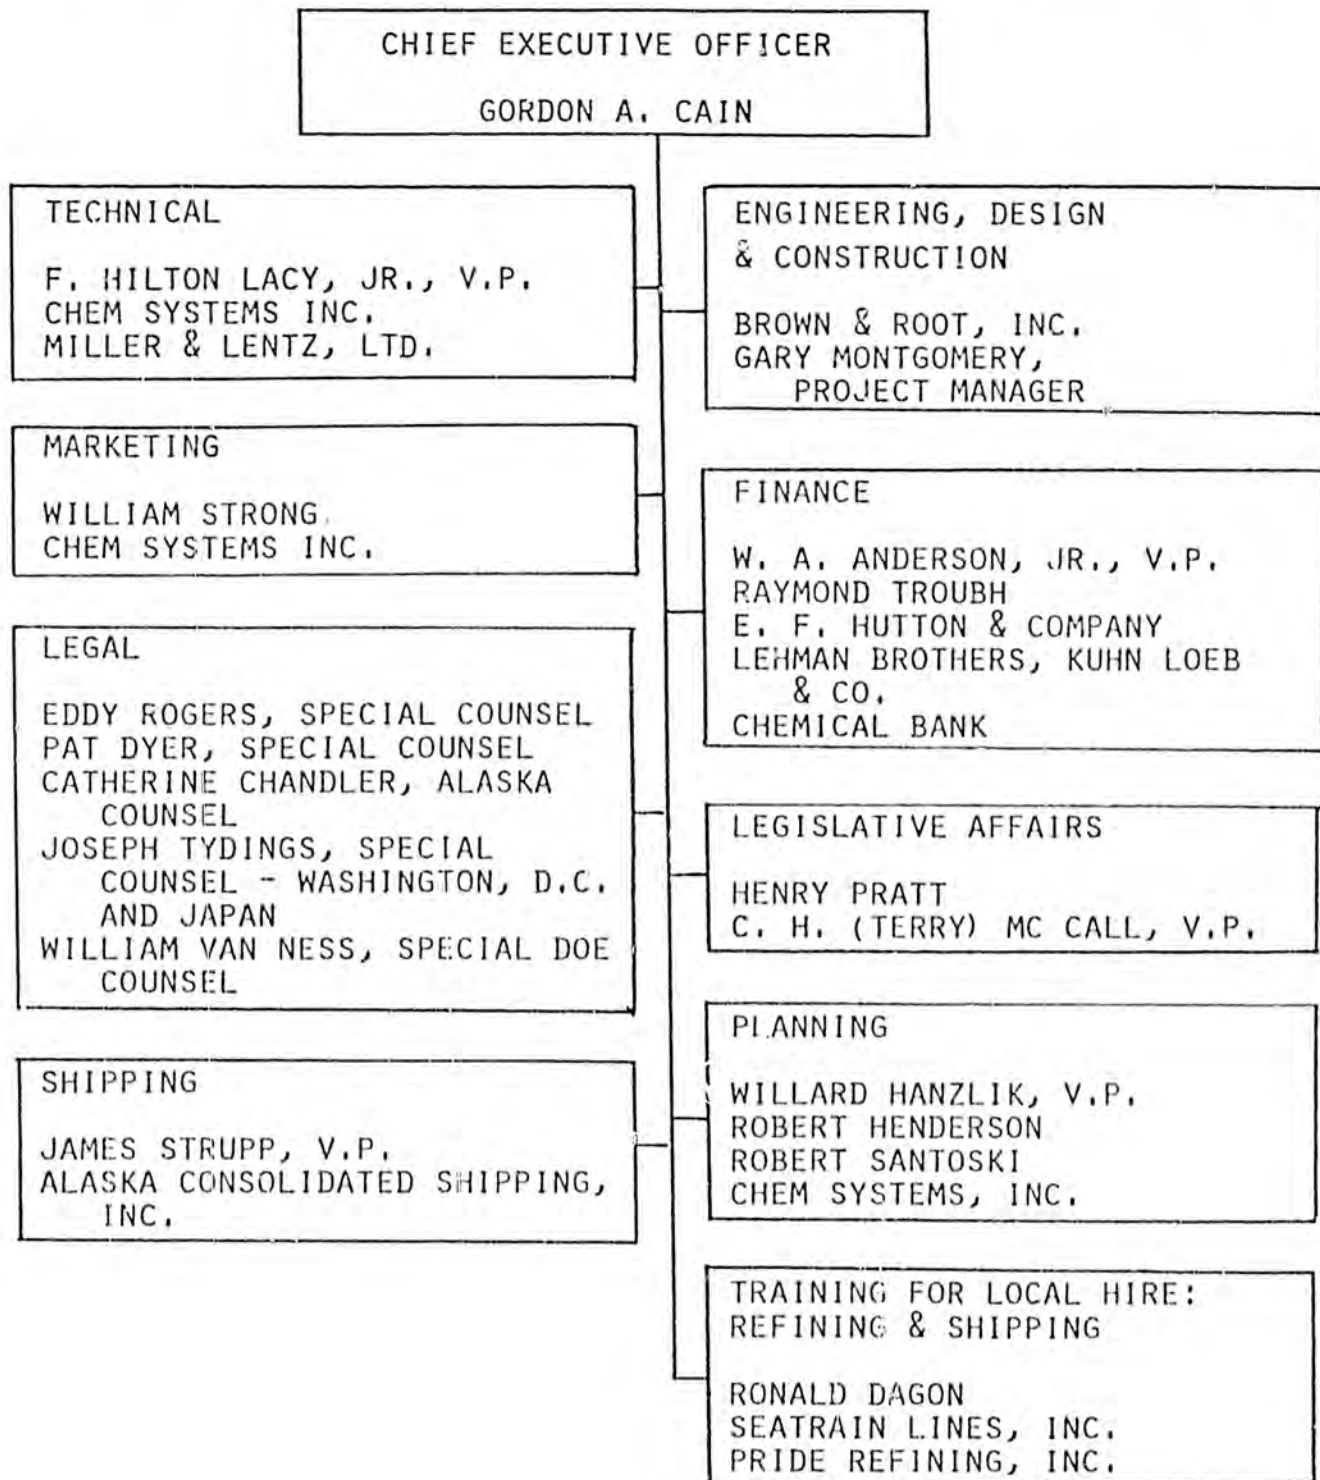 CHIEF EXECUTIVE OFFICER
GORDON A. CAIN
TECHNICAL
F. HILTON LACY, JR., V.P.
CHEM SYSTEMS INC.
MILLER & LENTZ, LTD.
MARKETING
WILLIAM STRONG
CHEM SYSTEMS INC.
LEGAL
EDDY ROGERS, SPECIAL COUNSEL
PAT DYER, SPECIAL COUNSEL
CATHERINE CHANDLER, ALASKA
COUNSEL
JOSEPH TYDINGS, SPECIAL
COUNSEL - WASHINGTON, D.C.
AND JAPAN
WILLIAM VAN NESS, SPECIAL DOE
COUNSEL
SHIPPING
JAMES STRUPP, V.P.
ALASKA CONSOLIDATED SHIPPING,
INC.
ENGINEERING, DESIGN
& CONSTRUCTION
BROWN & ROOT, INC.
GARY MONTGOMERY,
PROJECT MANAGER
FINANCE
W. A. ANDERSON, JR., V.P.
RAYMOND TROUBH
E. F. HUTTON & COMPANY
LEHMAN BROTHERS, KUHN LOEB
& CO.
CHEMICAL BANK
LEGISLATIVE AFFAIRS
HENRY PRATT
C. H. (TERRY) MC CALL, V.P.
PLANNING
WILLARD HANZLIK, V.P.
ROBERT HENDERSON
ROBERT SANTOSKI
CHEM SYSTEMS, INC.
TRAINING FOR LOCAL HIRE:
REFINING & SHIPPING
RONALD DAGON
SEATRAIN LINES, INC.
PRIDE REFINING, INC.